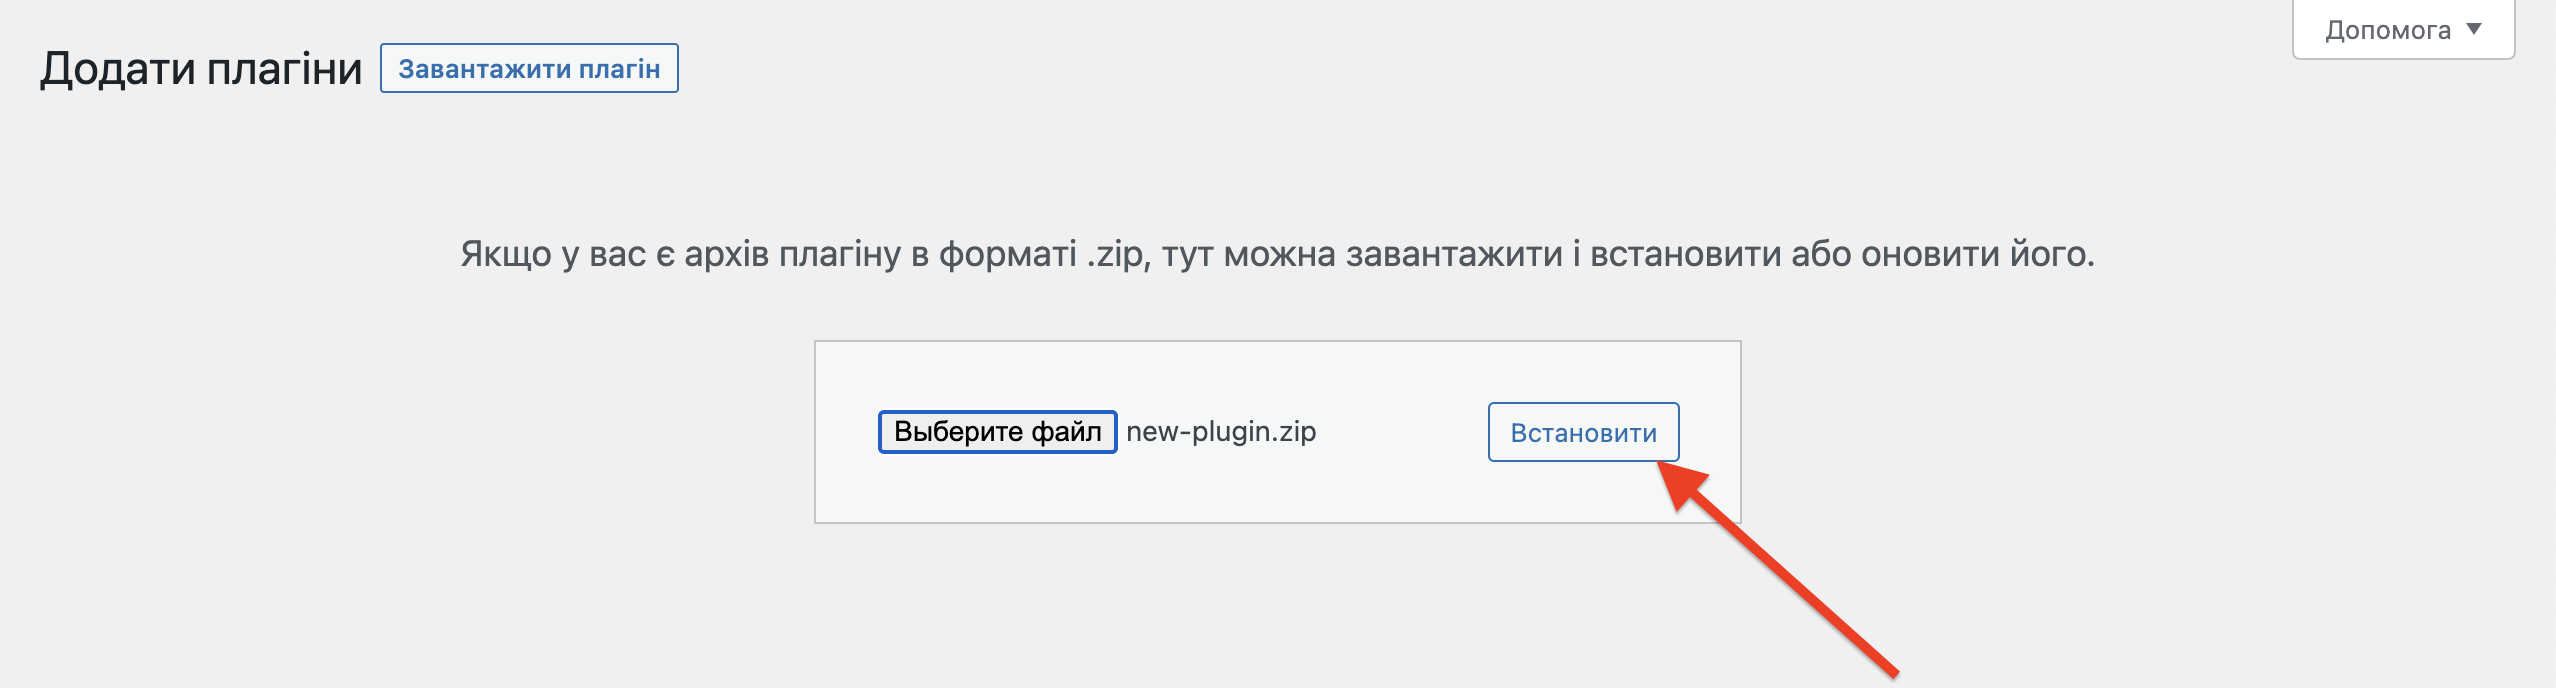 Допомога
Додати плагіни Завантажити плагін
Якщо у вас є архів плагіну в форматі .zip, тут можна завантажити і встановити або оновити його.
Выберите файл new-plugin.zip Встановити